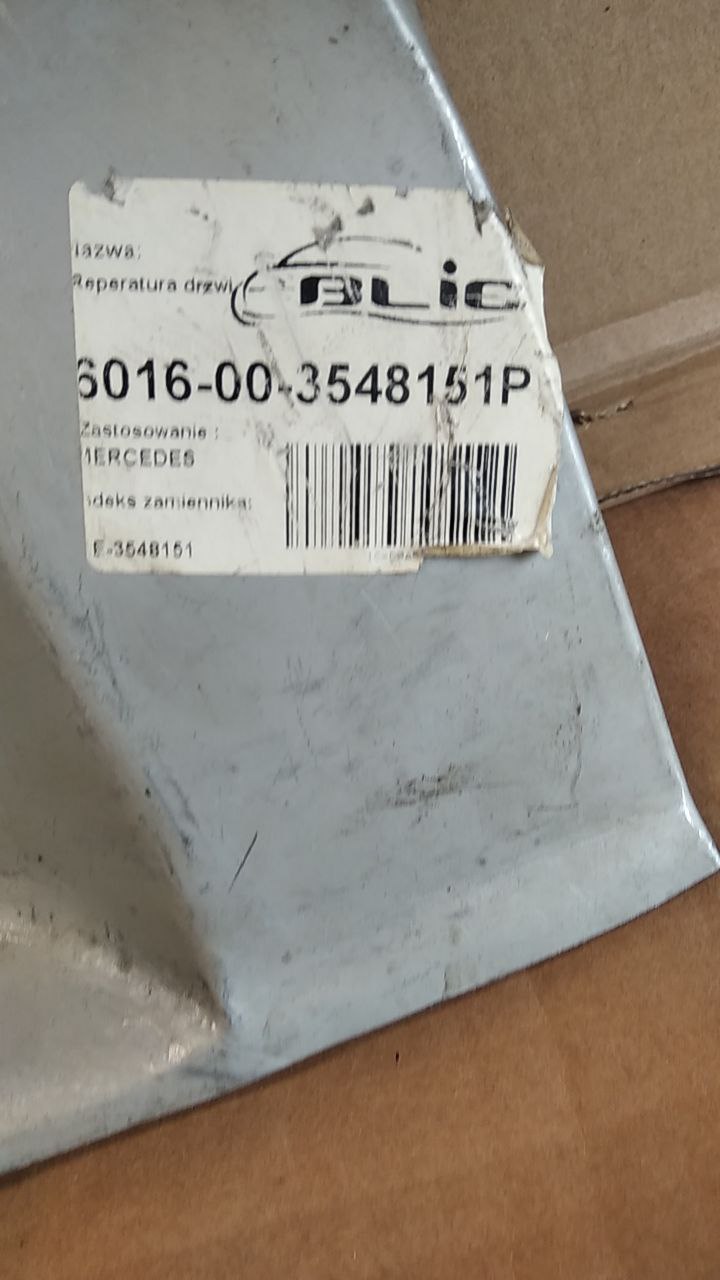 azwa:
Reperatura drzwi
BLIC
6016-00-3548151P
Zastosowanie :
MERCEDES
ndeks zamiennika:
E-3548151